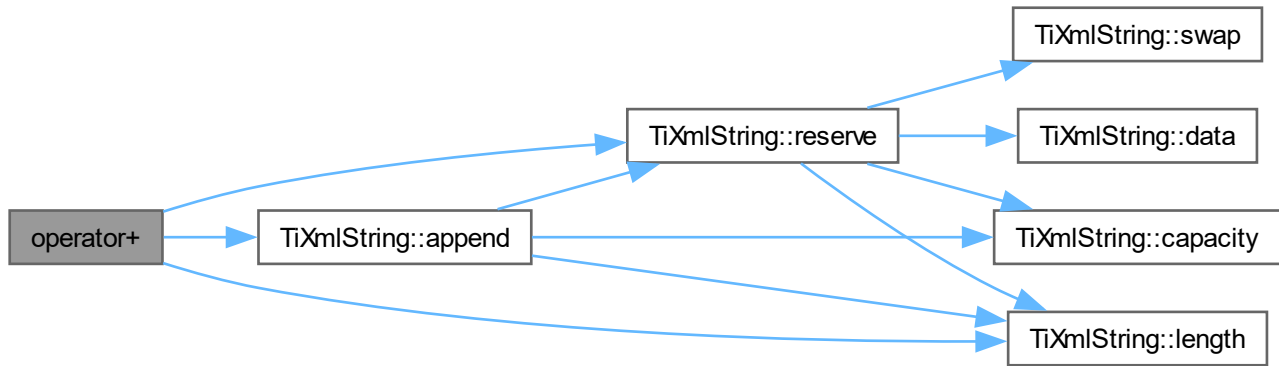 TiXmlString::swap
TiXmlString::reserve
TiXmlString::data
operator+
TiXmlString::append
TiXmlString::capacity
TiXmlString::length